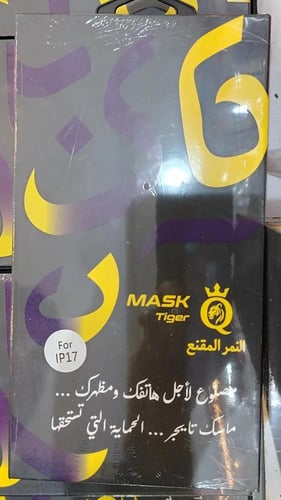 MASK
Tiger
النمر المقنع
For
IP17
مصنوع لأجل هاتفك ومظهرك ...
ماسك تايجر ... الحماية التي تستحقها